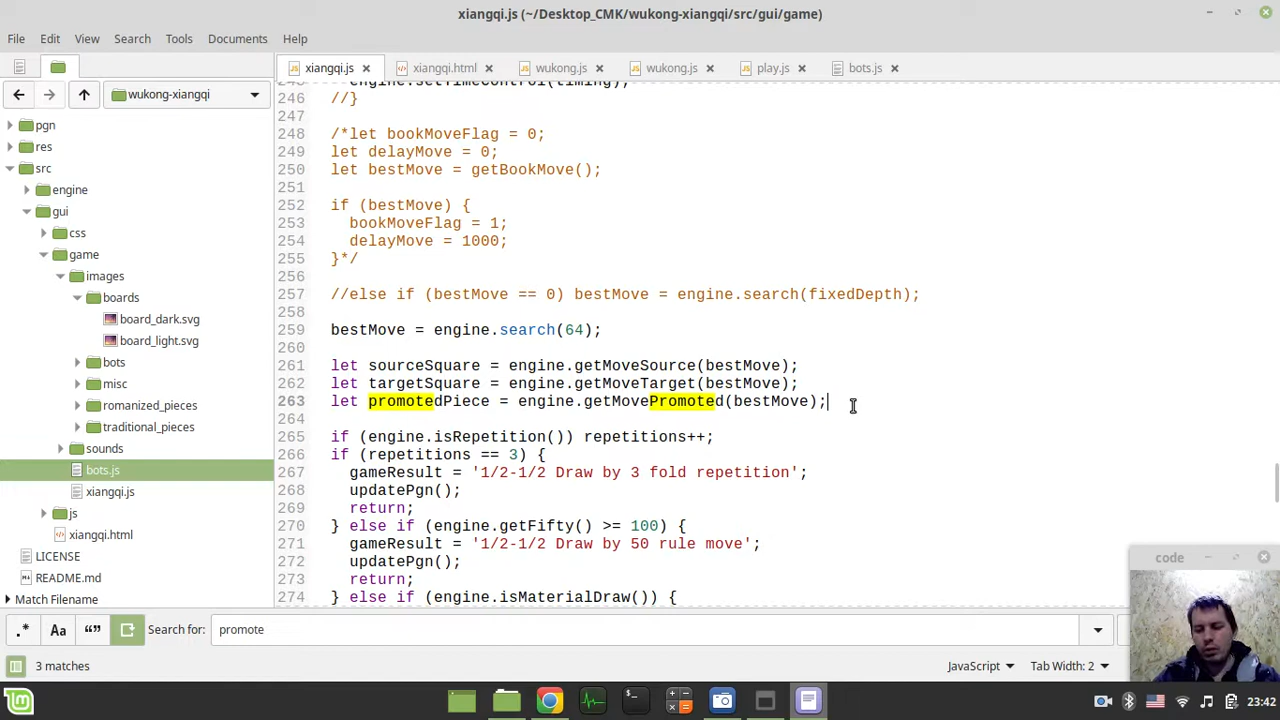 xiangqi.js (~/Desktop_CMK/wukong-xiangqi/src/gui/game)
File Edit View Search Tools Documents Help
xiangqi.js xiangqi.html wukong.js wukong.js play.js bots.js
wukong-xiangqi
pgn
res
src
engine
gui
css
game
images
boards
board_dark.svg
board_light.svg
bots
misc
romanized_pieces
traditional_pieces
sounds
bots.js
xiangqi.js
js
xiangqi.html
LICENSE
README.md
Match Filename
engine.setTimeControl(timing);
246 //}
247
248 /*let bookMoveFlag = 0;
249 let delayMove = 0;
250 let bestMove = getBookMove();
251
252 if (bestMove) {
253 bookMoveFlag = 1;
254 delayMove = 1000;
255 }*/
256
257 //else if (bestMove == 0) bestMove = engine.search(fixedDepth);
258
259 bestMove = engine.search(64);
260
261 let sourceSquare = engine.getMoveSource(bestMove);
262 let targetSquare = engine.getMoveTarget(bestMove);
263 let promotedPiece = engine.getMovePromoted(bestMove);
264
265 if (engine.isRepetition()) repetitions++;
266 if (repetitions == 3) {
267 gameResult = '1/2-1/2 Draw by 3 fold repetition';
268 updatePgn();
269 return;
270 } else if (engine.getFifty() >= 100) {
271 gameResult = '1/2-1/2 Draw by 50 rule move';
272 updatePgn();
273 return;
274 } else if (engine.isMaterialDraw()) {
code
.* Aa “” Search for: promote
3 matches JavaScript Tab Width: 2
23:42